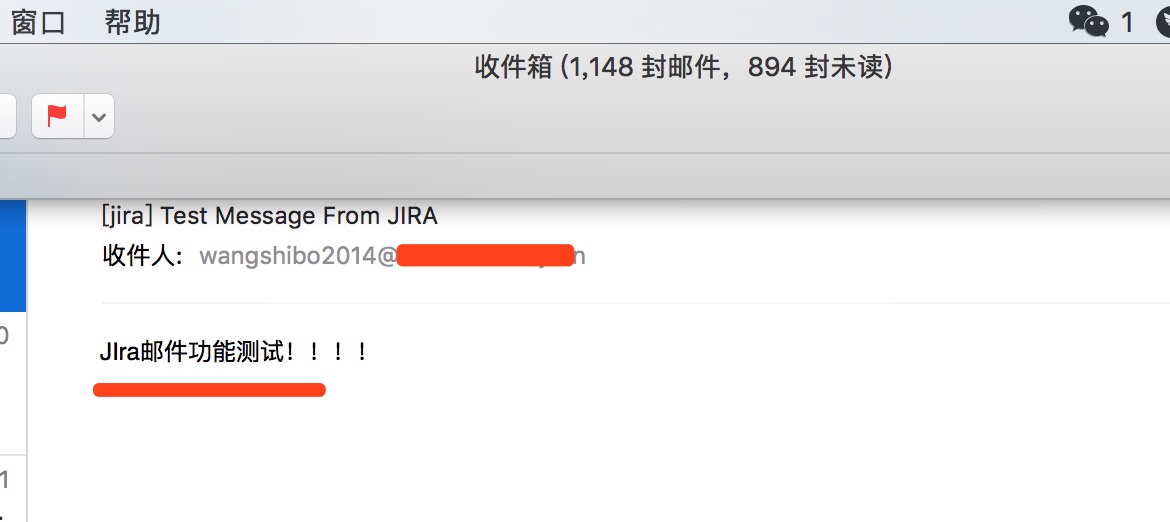 窗口 帮助 1
收件箱 (1,148 封邮件，894 封未读)
[jira] Test Message From JIRA
收件人： wangshibo2014@
0
JIra邮件功能测试！！！！
1